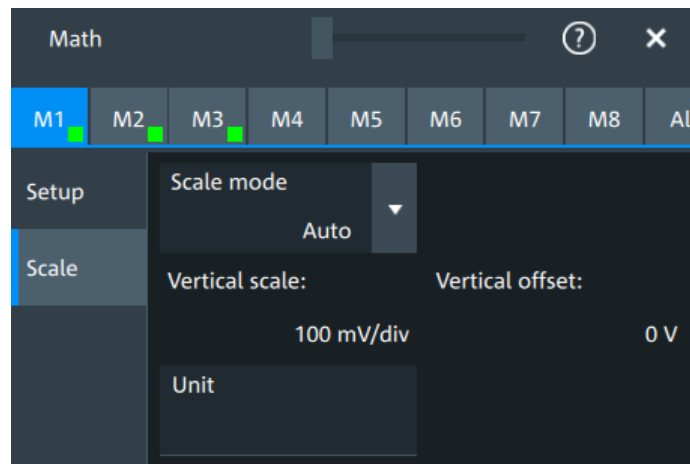 Math ?
M1 M2 M3 M4 M5 M6 M7 M8 AL
Setup
Scale mode
Auto
Scale
Vertical scale: Vertical offset:
100 mV/div 0 V
Unit